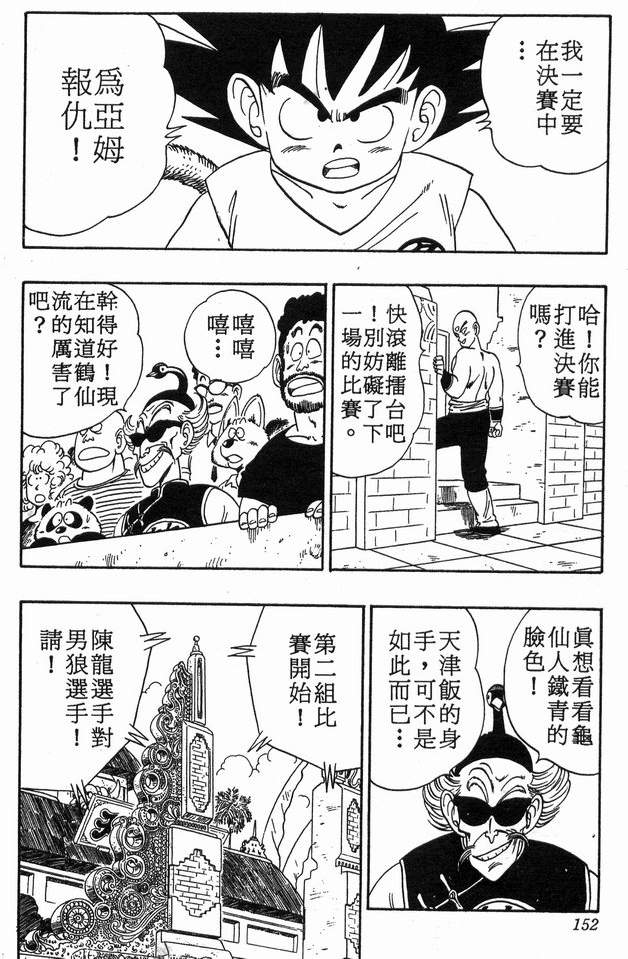 我一定要
在決賽中
⋯
爲亞姆
報仇！
哈！你能
打進決賽
嗎？
快滾離擂台吧
！別妨礙了下
一場的比賽。
嘻嘻
嘻⋯
幹得好！現
在知道鶴仙
流的厲害了
吧？
眞想看看龜
仙人鐵青的
臉色！
天津飯的身
手，可不是
如此而已⋯
第二組比
賽開始！
陳龍選手對
男狼選手！
請！
152